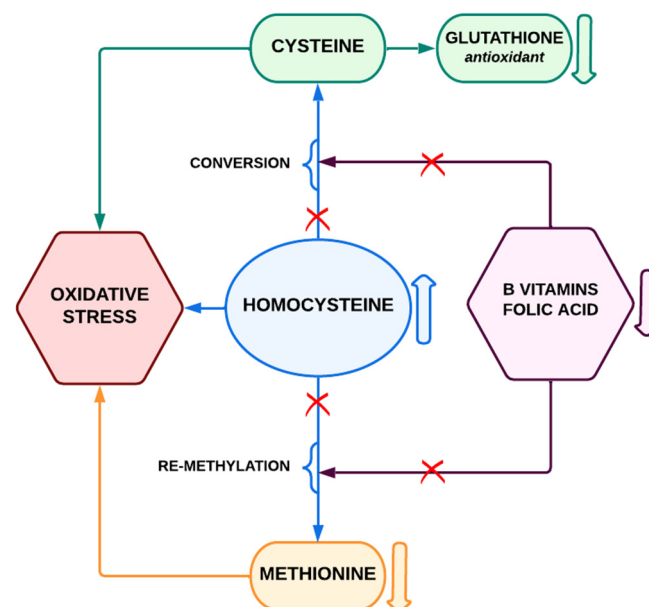 CYSTEINE
GLUTATHIONE
antioxidant
CONVERSION
OXIDATIVE
STRESS
HOMOCYSTEINE
B VITAMINS
FOLIC ACID
RE-METHYLATION
METHIONINE